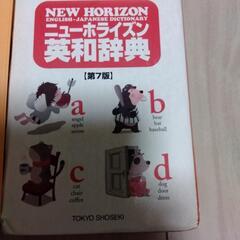 NEW HORIZON
ENGLISH-JAPANESE DICTIONARY
ニューホライズン
英和辞典
【第7版】
a
angel
apple
arrow
b
bear
bat
baseball
c
cat
chair
coffee
d
dog
door
dress
TOKYO SHOSEKI